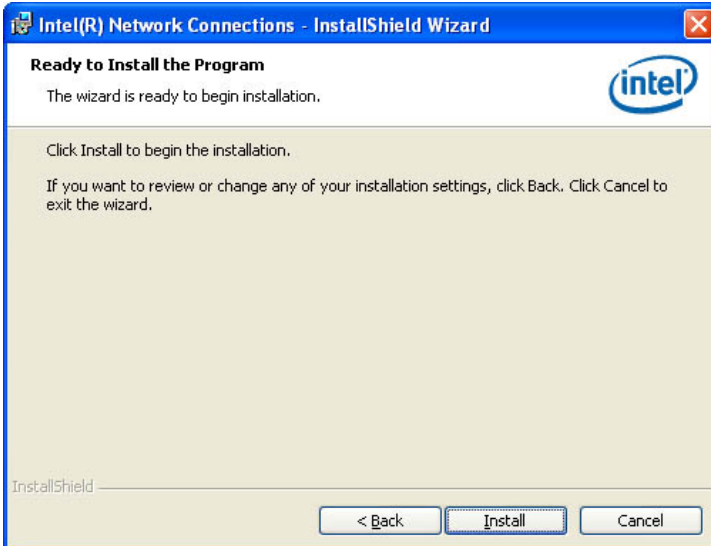 Intel(R) Network Connections - InstallShield Wizard
Ready to Install the Program
The wizard is ready to begin installation.
intel
Click Install to begin the installation.
If you want to review or change any of your installation settings, click Back. Click Cancel to
exit the wizard.
InstallShield
< Back
Install
Cancel